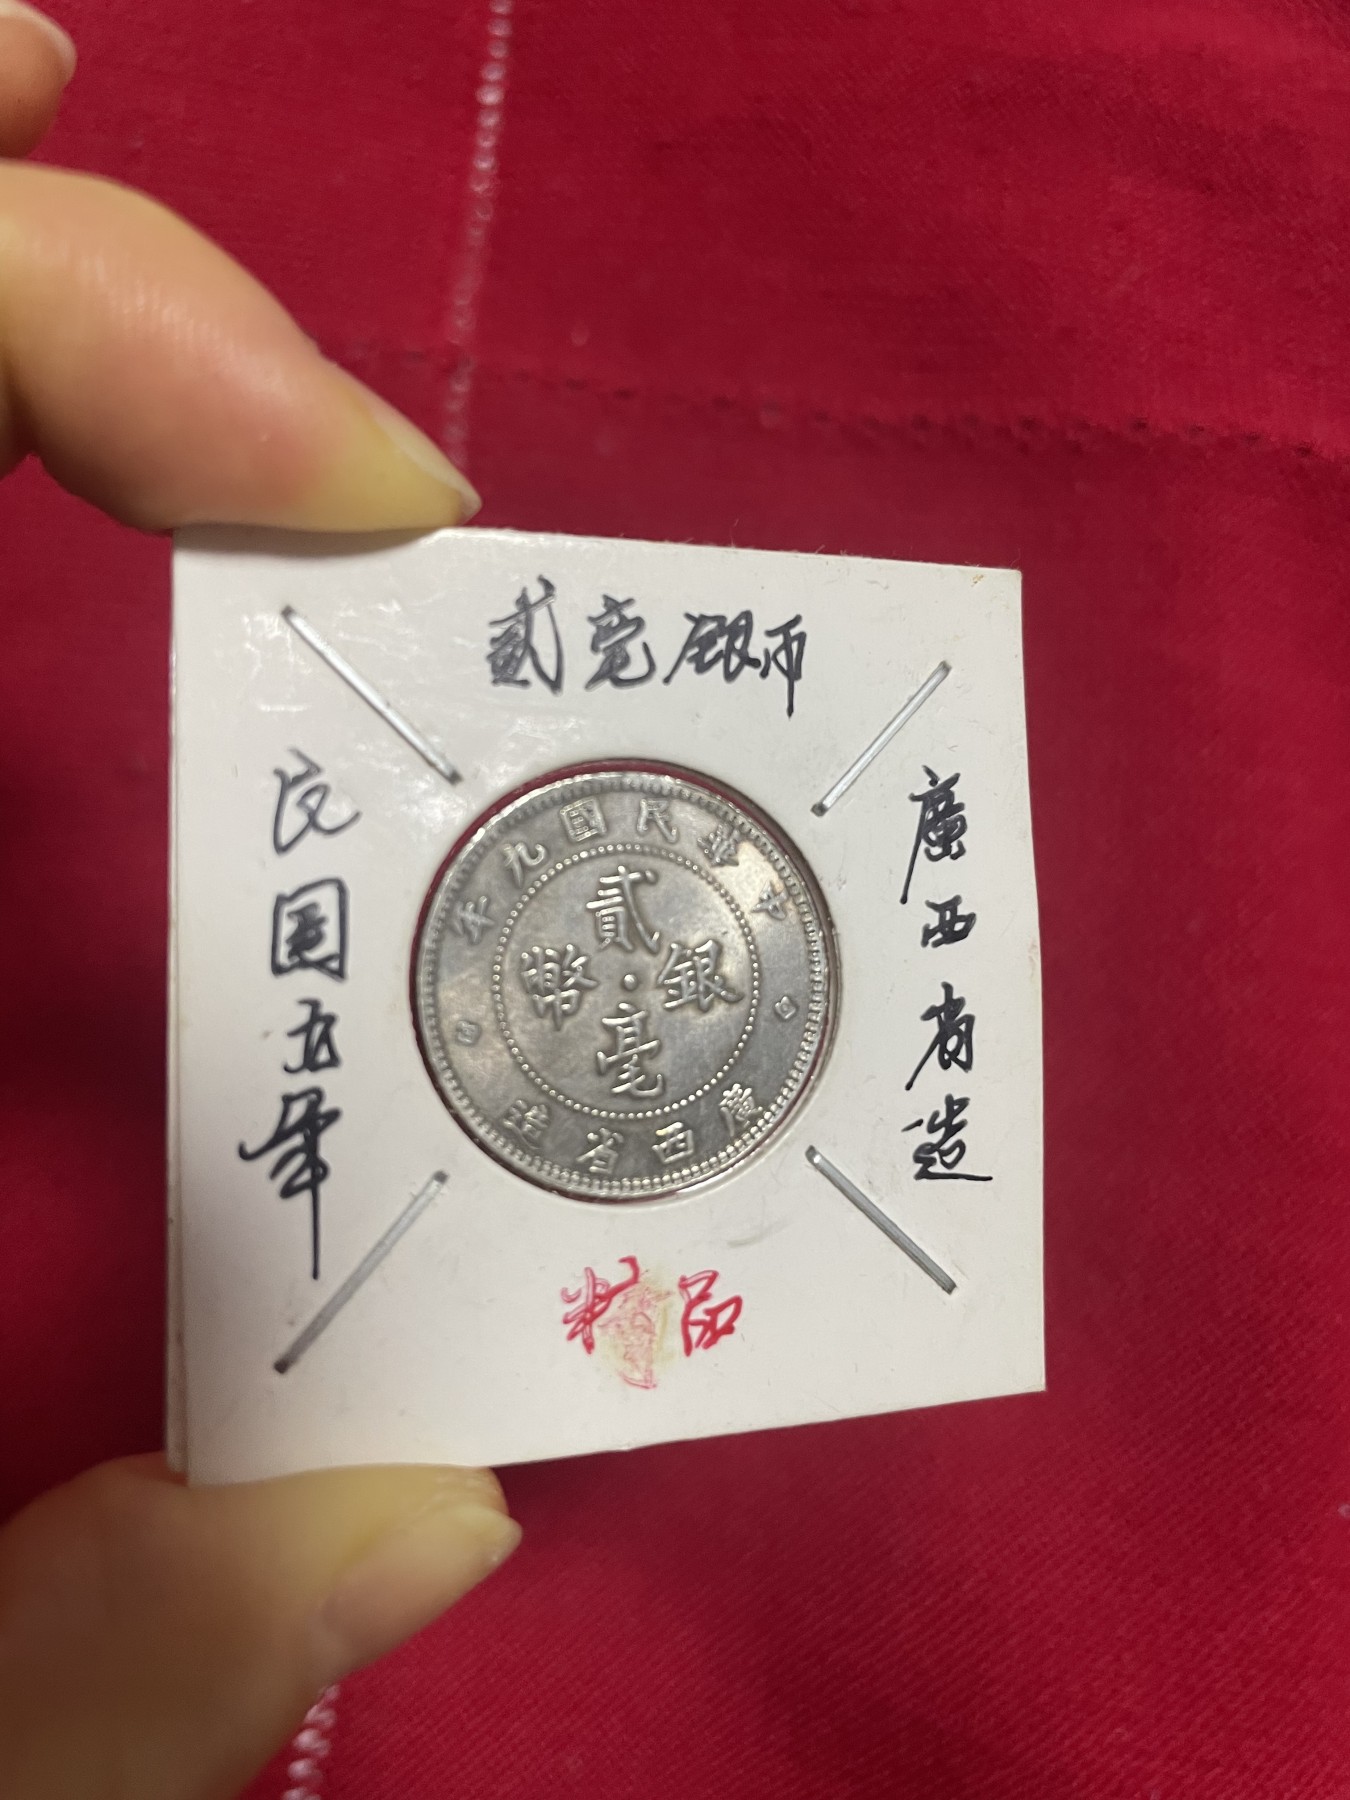 貳毫银币
民国五年
廣西省造
中華民國九年
貳毫
銀幣
廣西省造
精品